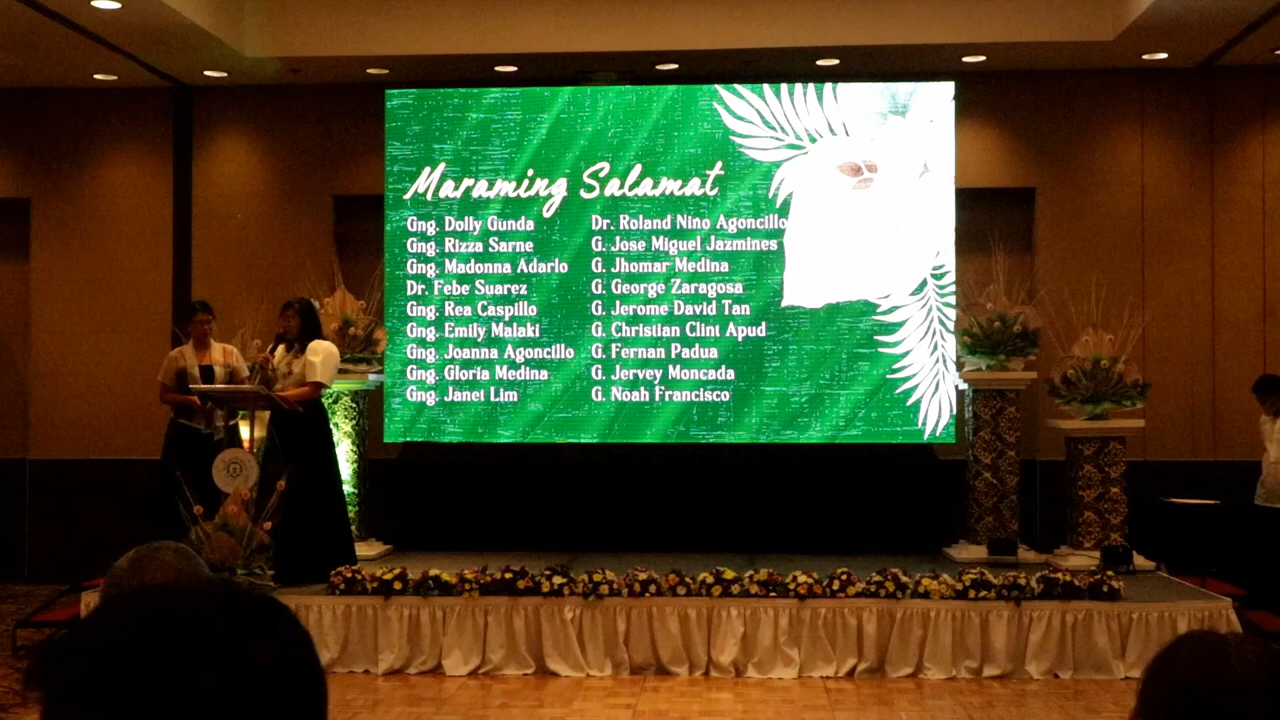 Maraming Salamat
Gng. Dolly Gunda
Gng. Rizza Sarne
Gng. Madonna Adarlo
Dr. Febe Suarez
Gng. Rea Caspillo
Gng. Emily Malaki
Gng. Joanna Agoncillo
Gng. Gloria Medina
Gng. Janet Lim
Dr. Roland Nino Agoncillo
G. Jose Miguel Jazmines
G. Jhomar Medina
G. George Zaragosa
G. Jerome David Tan
G. Christian Clint Apud
G. Fernan Padua
G. Jervey Moncada
G. Noah Francisco